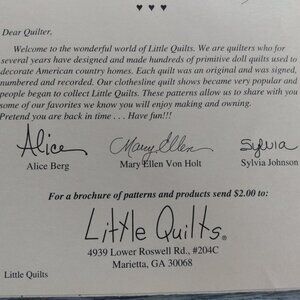 ♥ ♥ ♥
Dear Quilter,
Welcome to the wonderful world of Little Quilts. We are quilters who for
several years have designed and made hundreds of primitive doll quilts used to
decorate American country homes. Each quilt was an original and was signed,
numbered and recorded. Our clothesline quilt shows became very popular and
people began to collect Little Quilts. These patterns allow us to share with you
some of our favorites we know you will enjoy making and owning.
Pretend you are back in time . . . Have fun!!!
Alice Mary Ellen Sylvia
Alice Berg Mary Ellen Von Holt Sylvia Johnson
For a brochure of patterns and products send $2.00 to:
Little Quilts®
4939 Lower Roswell Rd., #204C
Marietta, GA 30068
Little Quilts